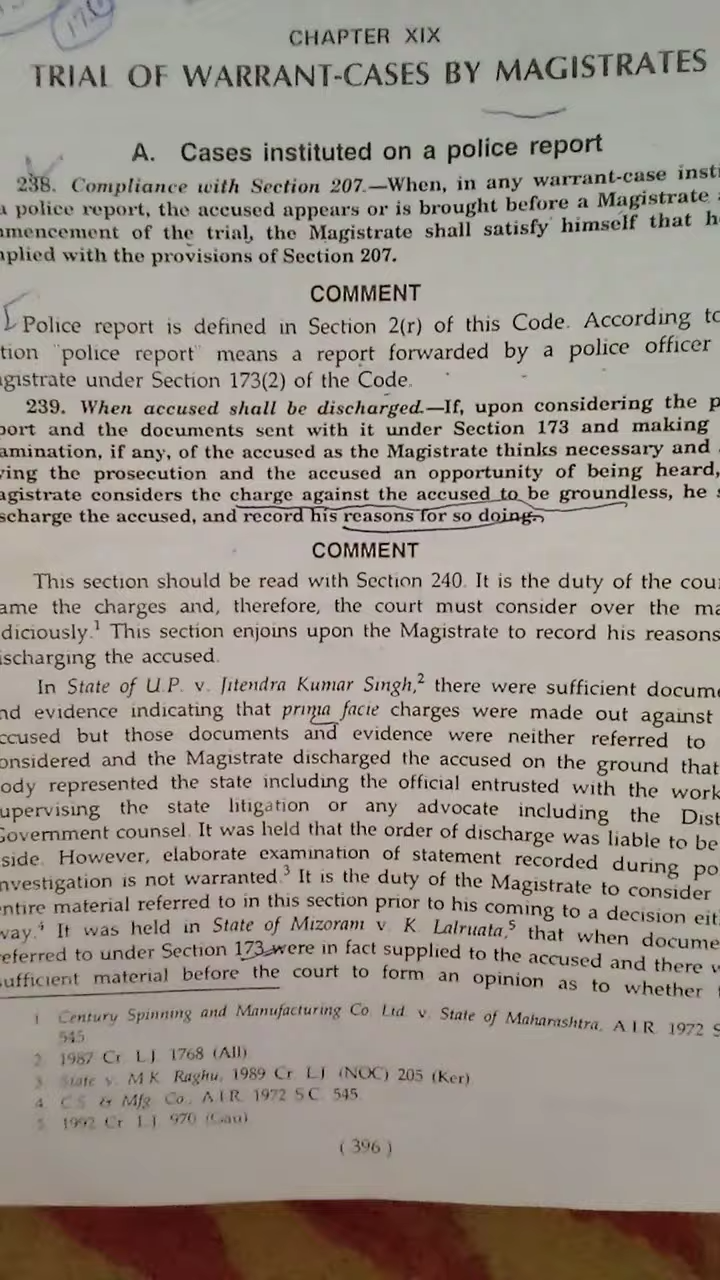 CHAPTER XIX
TRIAL OF WARRANT-CASES BY MAGISTRATES
A. Cases instituted on a police report
238. Compliance with Section 207.—When, in any warrant-case insti
a police report, the accused appears or is brought before a Magistrate
mmencement of the trial, the Magistrate shall satisfy himself that h
mplied with the provisions of Section 207.
COMMENT
Police report is defined in Section 2(r) of this Code. According to
tion "police report" means a report forwarded by a police officer
agistrate under Section 173(2) of the Code.
239. When accused shall be discharged.—If, upon considering the p
port and the documents sent with it under Section 173 and making
amination, if any, of the accused as the Magistrate thinks necessary and
ving the prosecution and the accused an opportunity of being heard,
agistrate considers the charge against the accused to be groundless, he s
scharge the accused, and record his reasons for so doing.
COMMENT
This section should be read with Section 240. It is the duty of the cou
ame the charges and, therefore, the court must consider over the ma
diciously.1 This section enjoins upon the Magistrate to record his reasons
ischarging the accused.
In State of U.P. v. Jitendra Kumar Singh,2 there were sufficient docume
nd evidence indicating that prima facie charges were made out against
ccused but those documents and evidence were neither referred to
onsidered and the Magistrate discharged the accused on the ground that
ody represented the state including the official entrusted with the work
upervising the state litigation or any advocate including the Dist
Government counsel. It was held that the order of discharge was liable to be
side. However, elaborate examination of statement recorded during po
nvestigation is not warranted.3 It is the duty of the Magistrate to consider
entire material referred to in this section prior to his coming to a decision eit
way.4 It was held in State of Mizoram v. K. Lalruata,5 that when docume
referred to under Section 173 were in fact supplied to the accused and there w
sufficient material before the court to form an opinion as to whether
1 Century Spinning and Manufacturing Co. Ltd. v. State of Maharashtra, A.I.R. 1972 S
545
2. 1987 Cr. L.J. 1768 (All)
3. State v. M.K. Raghu, 1989 Cr. L.J. (NOC) 205 (Ker)
4. C.S. & Mfg. Co., A.I.R. 1972 S.C. 545.
5. 1992 Cr. L.J. 970 (Gau)
( 396 )